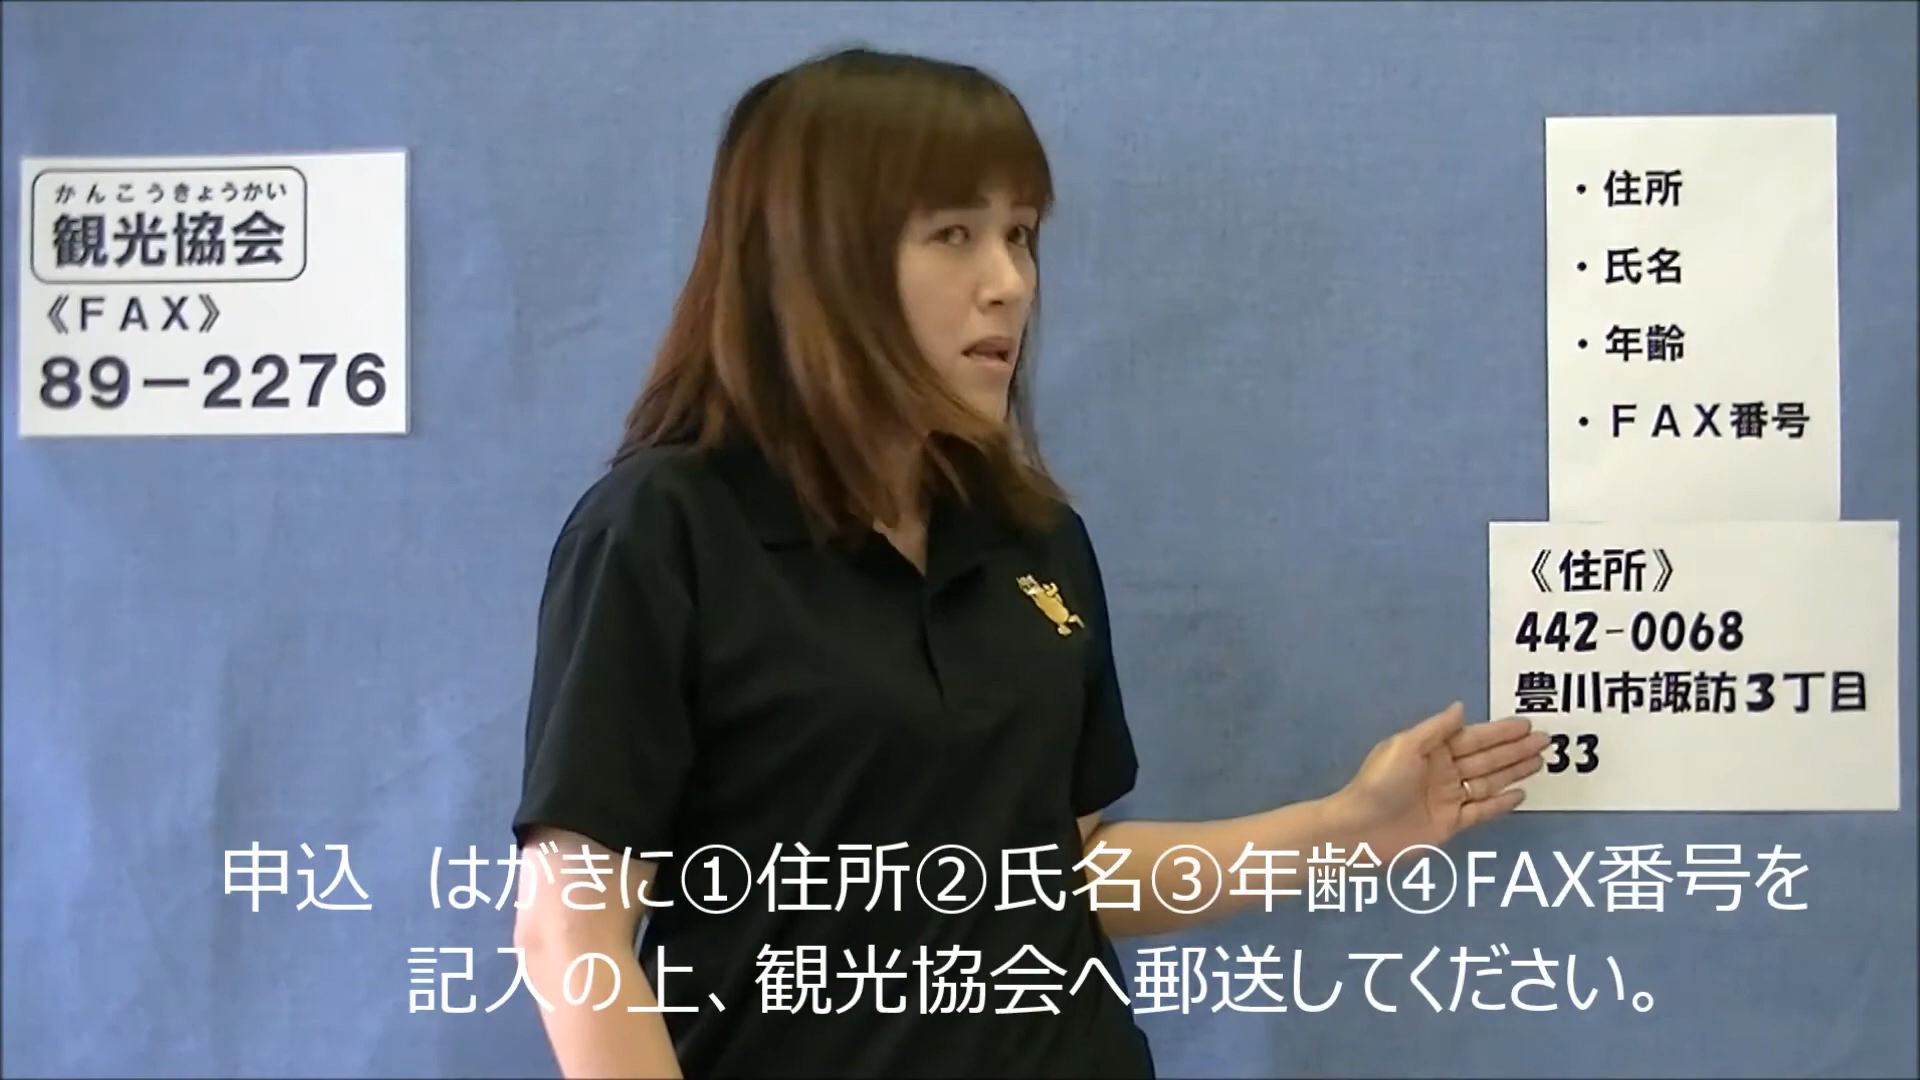 かんこうきょうかい
観光協会
《ＦＡＸ》
89－2276
・住所
・氏名
・年齢
・ＦＡＸ番号
《住所》
442-0068
豊川市諏訪３丁目
33
申込　はがきに①住所②氏名③年齢④FAX番号を
記入の上、観光協会へ郵送してください。